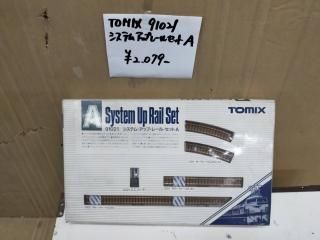 TOMIX 91021
システムアップレールセットA
¥2,079-
A
System Up Rail Set
TOMIX
91021 システム・アップ・レール・セットA